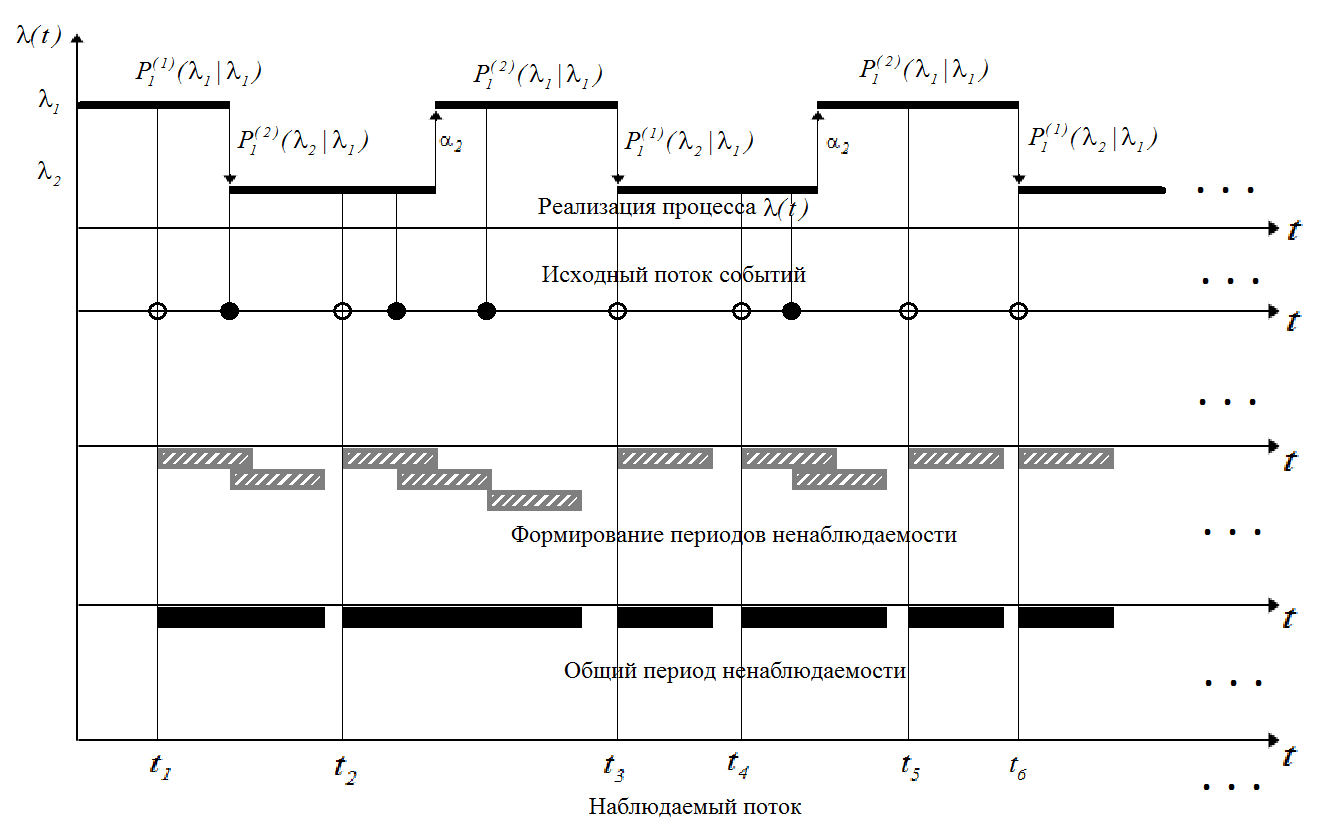 λ(t)
P₁⁽¹⁾(λ₁|λ₁)
P₁⁽²⁾(λ₁|λ₁)
P₁⁽²⁾(λ₁|λ₁)
λ₁
P₁⁽²⁾(λ₂|λ₁)
α₂
P₁⁽¹⁾(λ₂|λ₁)
α₂
P₁⁽¹⁾(λ₂|λ₁)
λ₂
. . .
Реализация процесса λ(t)
t
Исходный поток событий
. . .
t
. . .
t
Формирование периодов ненаблюдаемости
. . .
t
Общий период ненаблюдаемости
. . .
t
t₁ t₂ t₃ t₄ t₅ t₆
. . .
Наблюдаемый поток